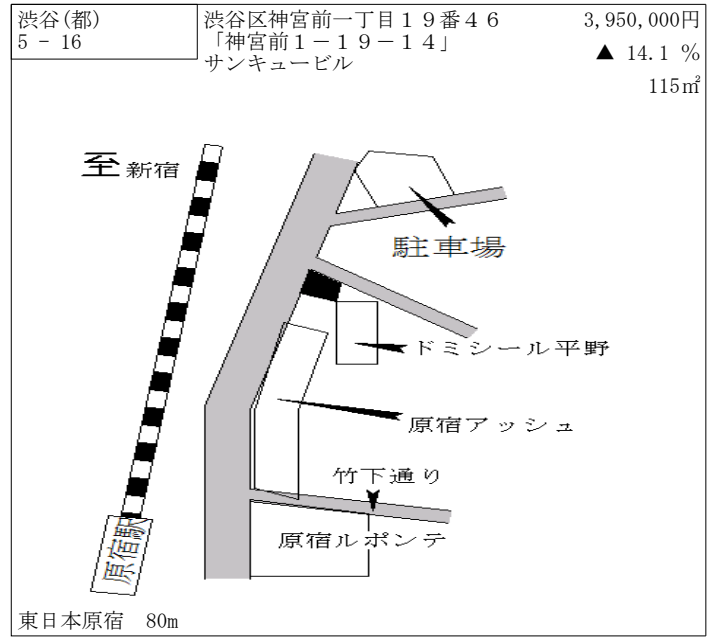 渋谷(都)
5 - 16
渋谷区神宮前一丁目１９番４６
「神宮前１－１９－１４」
サンキュービル
3,950,000円
▲ 14.1 %
115㎡
至新宿
駐車場
ドミシール平野
原宿アッシュ
竹下通り
原宿ルポンテ
原宿駅
東日本原宿 80m